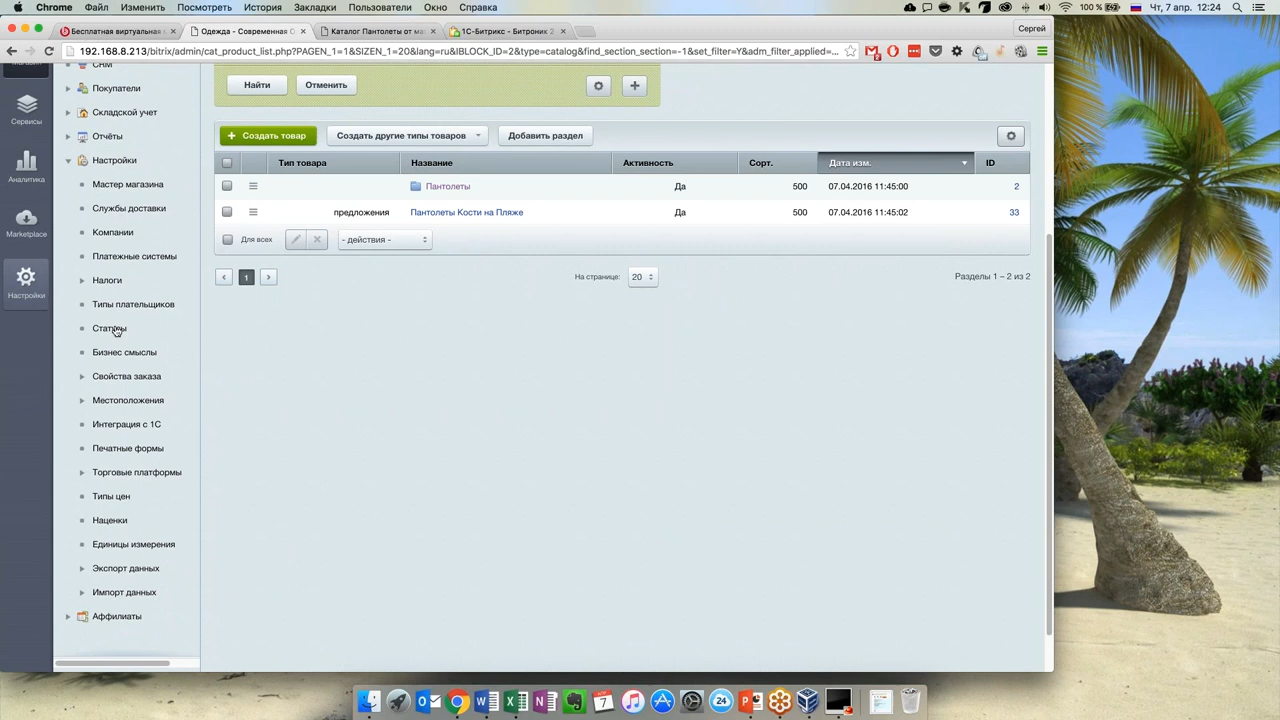 Chrome Файл Изменить Посмотреть История Закладки Пользователи Окно Справка 100 % Чт, 7 апр. 12:24
Бесплатная виртуальная × Одежда - Современная О × Каталог Пантолеты от ма × 1С-Битрикс - Битроник 2 × Сергей
192.168.8.213/bitrix/admin/cat_product_list.php?PAGEN_1=1&SIZEN_1=20&lang=ru&IBLOCK_ID=2&type=catalog&find_section_section=-1&set_filter=Y&adm_filter_applied=...
CRM
Найти Отменить
Покупатели
Сервисы
Складской учет
+ Создать товар Создать другие типы товаров Добавить раздел
Отчёты
Настройки
Тип товара Название Активность Сорт. Дата изм. ID
Аналитика
Мастер магазина
Пантолеты Да 500 07.04.2016 11:45:00 2
Службы доставки
предложения Пантолеты Кости на Пляже Да 500 07.04.2016 11:45:02 33
Marketplace
Компании
Для всех - действия -
Платежные системы
Налоги
1 На странице: 20 Разделы 1 – 2 из 2
Настройки
Типы плательщиков
Статусы
Бизнес смыслы
Свойства заказа
Местоположения
Интеграция с 1С
Печатные формы
Торговые платформы
Типы цен
Наценки
Единицы измерения
Экспорт данных
Импорт данных
Аффилиаты
7
24